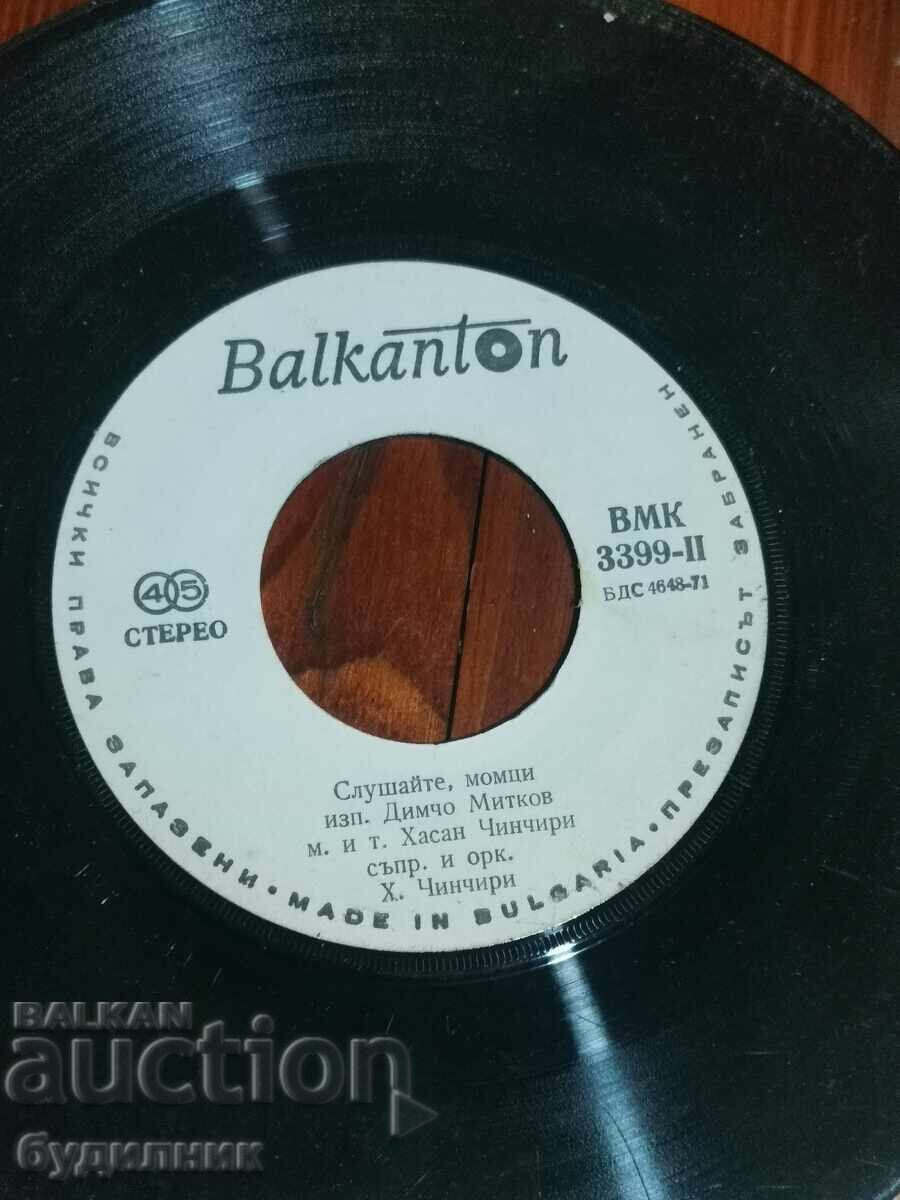 Balkanton
ВМК
3399-II
БДС 4648-71
45
СТЕРЕО
Слушайте, момци
изп. Димчо Митков
м. и т. Хасан Чинчири
съпр. и орк.
Х. Чинчири
ВСИЧКИ ПРАВА ЗАПАЗЕНИ • MADE IN BULGARIA • ПРЕЗАПИСЪТ ЗАБРАНЕН
BALKAN
auction
будилник